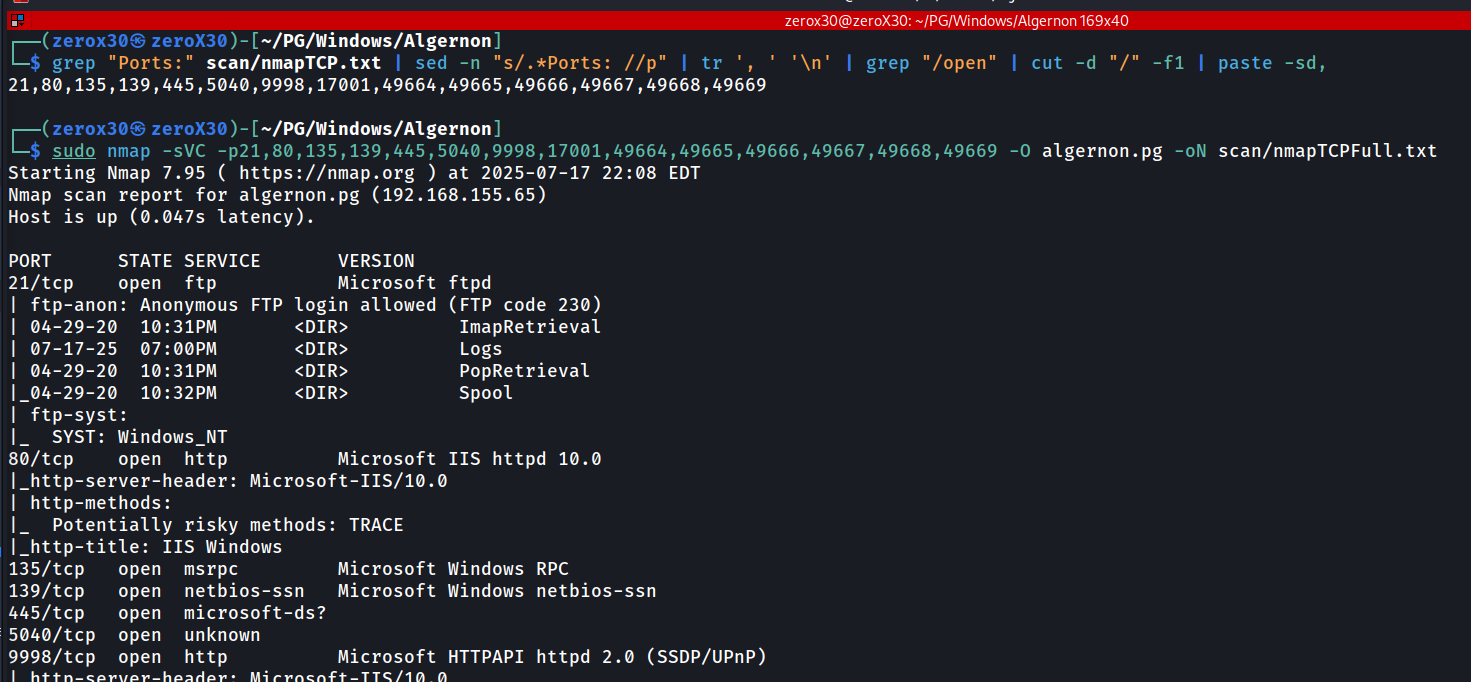 zerox30@zeroX30: ~/PG/Windows/Algernon 169x40
┌──(zerox30㉿zeroX30)-[~/PG/Windows/Algernon]
└─$ grep "Ports:" scan/nmapTCP.txt | sed -n "s/.*Ports: //p" | tr ', ' '\n' | grep "/open" | cut -d "/" -f1 | paste -sd,
21,80,135,139,445,5040,9998,17001,49664,49665,49666,49667,49668,49669
┌──(zerox30㉿zeroX30)-[~/PG/Windows/Algernon]
└─$ sudo nmap -sVC -p21,80,135,139,445,5040,9998,17001,49664,49665,49666,49667,49668,49669 -O algernon.pg -oN scan/nmapTCPFull.txt
Starting Nmap 7.95 ( https://nmap.org ) at 2025-07-17 22:08 EDT
Nmap scan report for algernon.pg (192.168.155.65)
Host is up (0.047s latency).
PORT      STATE SERVICE       VERSION
21/tcp    open  ftp           Microsoft ftpd
| ftp-anon: Anonymous FTP login allowed (FTP code 230)
| 04-29-20  10:31PM       <DIR>          ImapRetrieval
| 07-17-25  07:00PM       <DIR>          Logs
| 04-29-20  10:31PM       <DIR>          PopRetrieval
|_04-29-20  10:32PM       <DIR>          Spool
| ftp-syst:
|_  SYST: Windows_NT
80/tcp    open  http          Microsoft IIS httpd 10.0
|_http-server-header: Microsoft-IIS/10.0
| http-methods:
|_  Potentially risky methods: TRACE
|_http-title: IIS Windows
135/tcp   open  msrpc         Microsoft Windows RPC
139/tcp   open  netbios-ssn   Microsoft Windows netbios-ssn
445/tcp   open  microsoft-ds?
5040/tcp  open  unknown
9998/tcp  open  http          Microsoft HTTPAPI httpd 2.0 (SSDP/UPnP)
| http-server-header: Microsoft-IIS/10.0